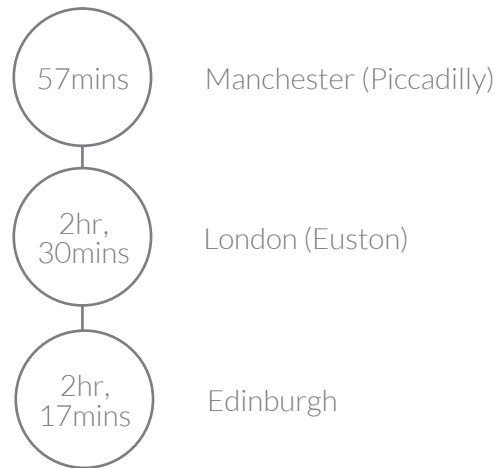 57mins
Manchester (Piccadilly)
2hr,
30mins
London (Euston)
2hr,
17mins
Edinburgh